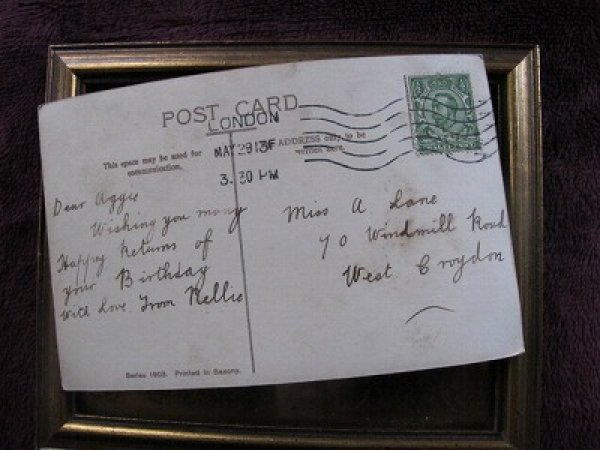 POST CARD
LONDON
MAY 29 13
3.30 PM
This space may be used for
communication.
ADDRESS only to be
written here.
Dear Aggie
Wishing you many
Happy Returns of
your Birthday
With Love From Nellie
Miss A Lane
70 Windmill Road
West Croydon
Series 1903. Printed in Saxony.